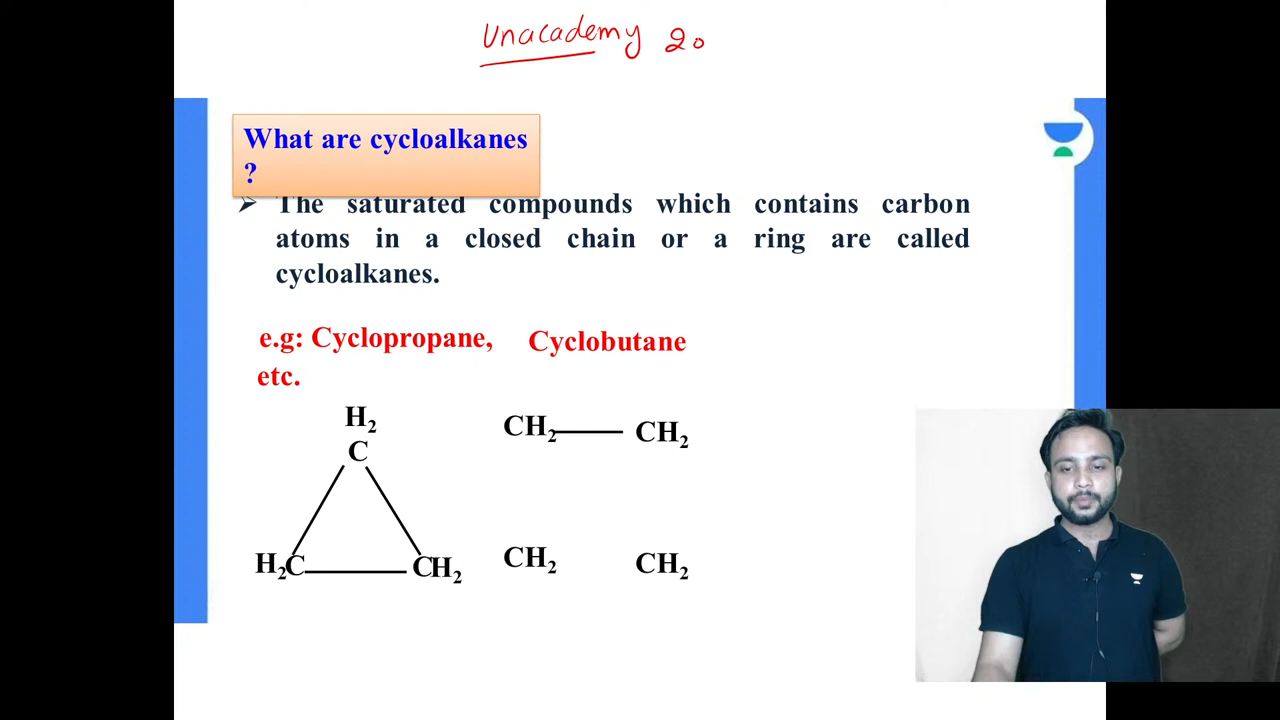 Unacademy 20
What are cycloalkanes
?
➤ The saturated compounds which contains carbon
atoms in a closed chain or a ring are called
cycloalkanes.
e.g: Cyclopropane, Cyclobutane
etc.
H₂
C
CH₂ CH₂
H₂C CH₂
CH₂ CH₂